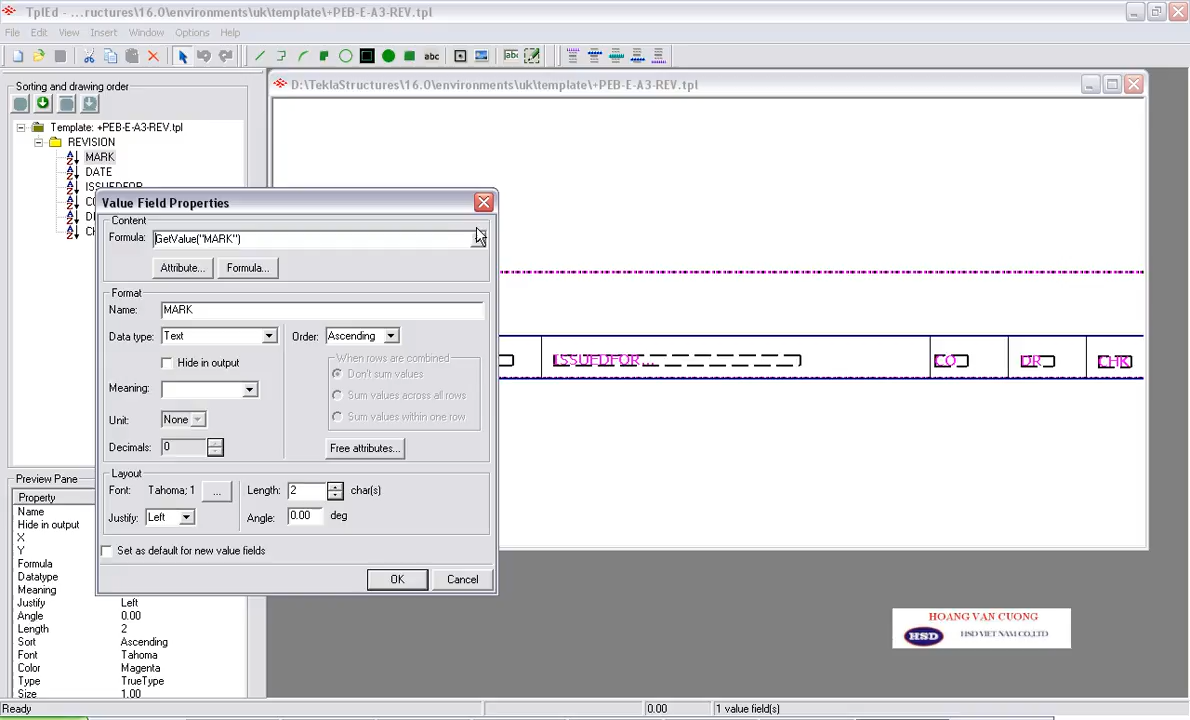 TplEd - ...ructures\16.0\environments\uk\template\+PEB-E-A3-REV.tpl
File Edit View Insert Window Options Help
abc
abc
Sorting and drawing order
Template: +PEB-E-A3-REV.tpl
REVISION
MARK
DATE
ISSUEDFOR
D:\TeklaStructures\16.0\environments\uk\template\+PEB-E-A3-REV.tpl
ISSUEDFOR... CO DR CHK
Value Field Properties
Content
Formula: GetValue("MARK")
Attribute... Formula...
Format
Name: MARK
Data type: Text Order: Ascending
Hide in output
When rows are combined
Don't sum values
Meaning:
Sum values across all rows
Unit: None
Sum values within one row
Decimals: 0
Free attributes...
Layout
Font: Tahoma; 1 ... Length: 2 char(s)
Justify: Left Angle: 0.00 deg
Set as default for new value fields
OK Cancel
Preview Pane
Property
Name
Hide in output
X
Y
Formula
Datatype
Meaning
Justify Left
Angle 0.00
Length 2
Sort Ascending
Font Tahoma
Color Magenta
Type TrueType
Size 1.00
HOANG VAN CUONG
HSD HSD VIET NAM CO,LTD
Ready 0.00 1 value field(s)